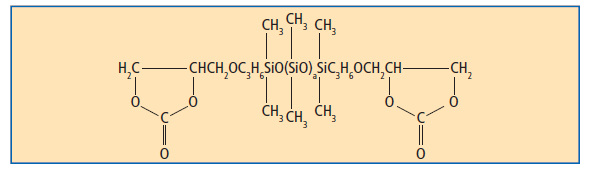 CH₃ CH₃ CH₃
H₂C CHCH₂OC₃H₆SiO(SiO)ₐSiC₃H₆OCH₂CH CH₂
O O O O
C C
CH₃ CH₃ CH₃
O O